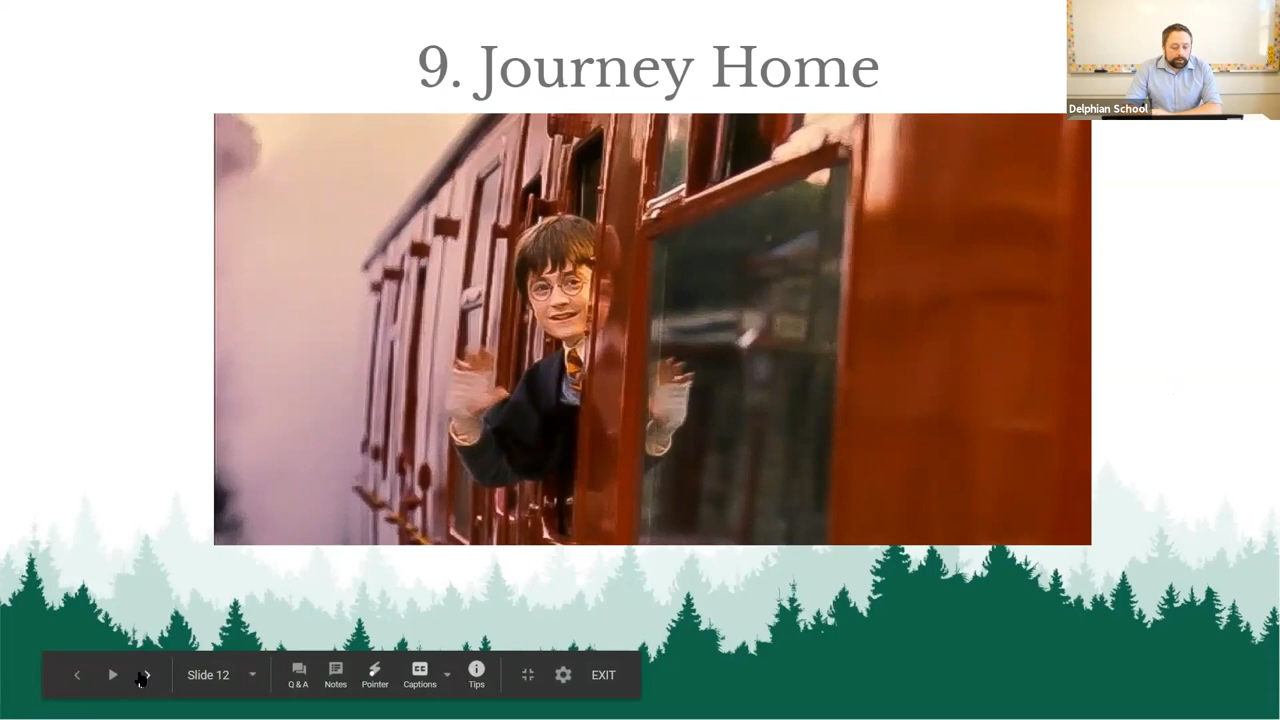 9. Journey Home
Delphian School
Slide 12
Q & A
Notes
Pointer
Captions
Tips
EXIT